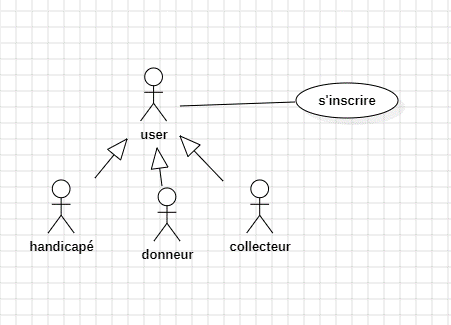 s'inscrire
user
handicapé
donneur
collecteur